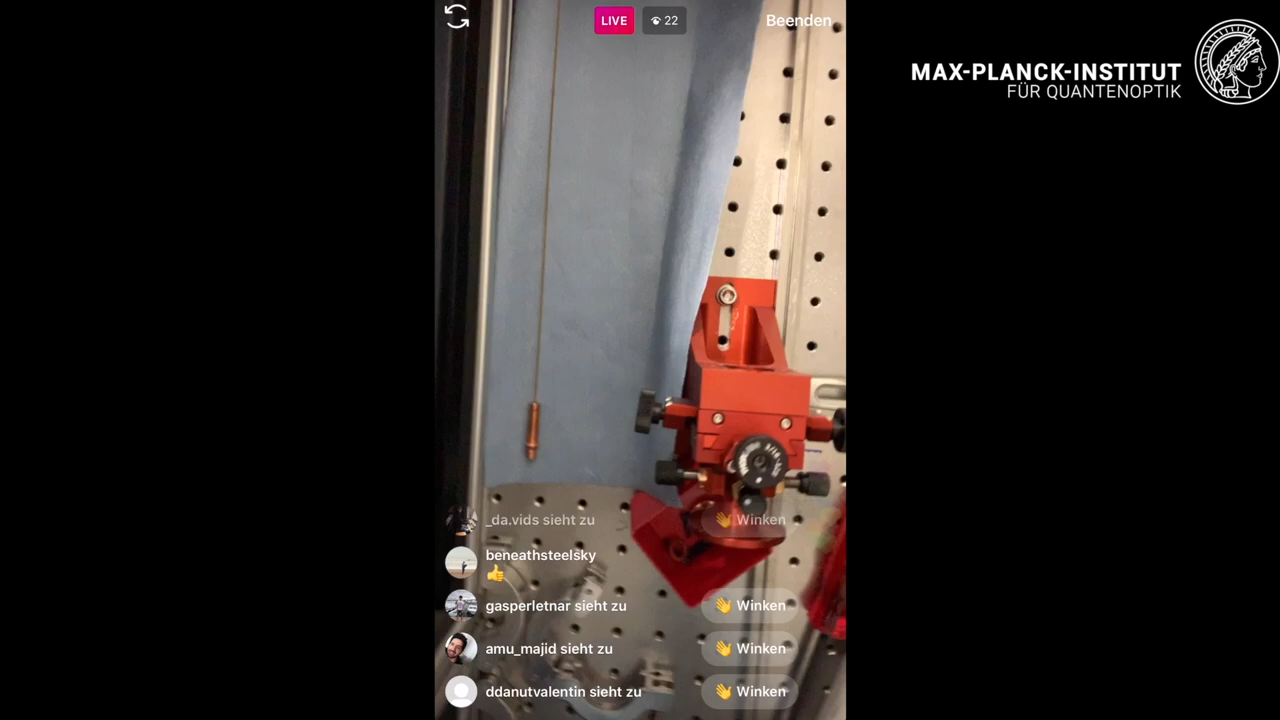 LIVE
22
Beenden
MAX-PLANCK-INSTITUT
FÜR QUANTENOPTIK
_da.vids sieht zu
👋 Winken
beneathsteelsky
👍
gasperletnar sieht zu
👋 Winken
amu_majid sieht zu
👋 Winken
ddanutvalentin sieht zu
👋 Winken